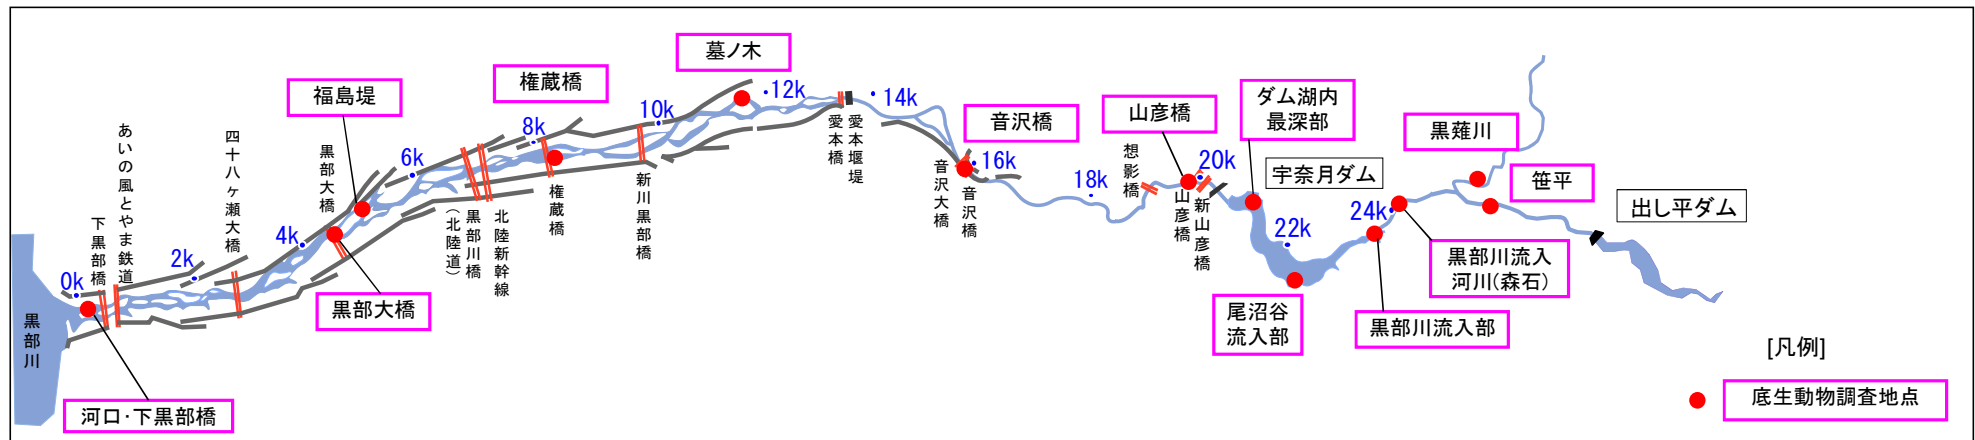 黒部川
0k
河口･下黒部橋
下黒部橋
あいの風とやま鉄道
2k
四十八ヶ瀬大橋
4k
黒部大橋
福島堤
黒部大橋
6k
黒部川橋
(北陸道)
北陸新幹線
8k
権蔵橋
権蔵橋
新川黒部橋
10k
墓ノ木
12k
愛本橋
愛本堰堤
14k
音沢大橋
音沢橋
音沢橋
16k
18k
想影橋
山彦橋
山彦橋
新山彦橋
20k
ダム湖内
最深部
宇奈月ダム
22k
尾沼谷
流入部
24k
黒部川流入部
黒部川流入
河川(森石)
黒薙川
笹平
出し平ダム
[凡例]
底生動物調査地点